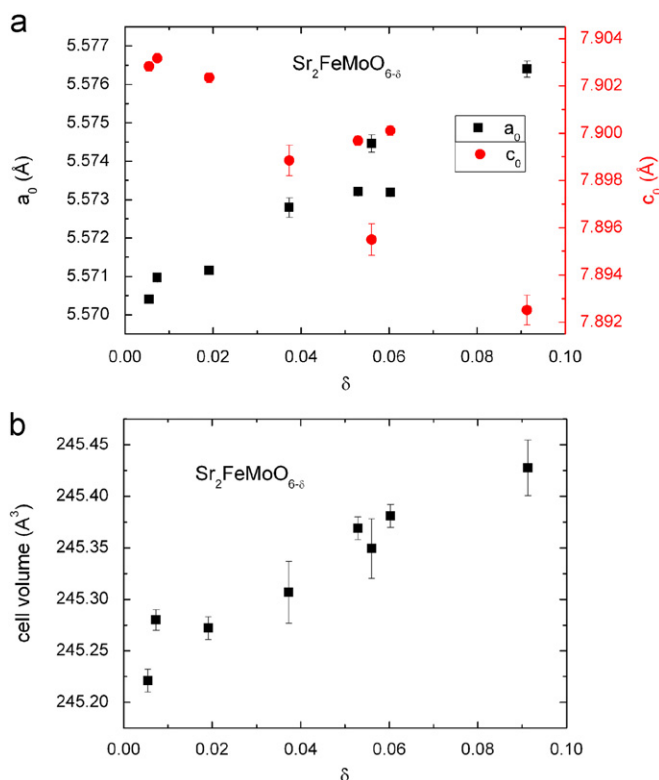 a
5.577
5.576
5.575
5.574
5.573
5.572
5.571
5.570
a₀ (Å)
Sr₂FeMoO₆₋δ
a₀
c₀
7.904
7.902
7.900
7.898
7.896
7.894
7.892
c₀ (Å)
0.00 0.02 0.04 0.06 0.08 0.10
δ
b
245.45
245.40
245.35
245.30
245.25
245.20
cell volume (A³)
Sr₂FeMoO₆₋δ
0.00 0.02 0.04 0.06 0.08 0.10
δ